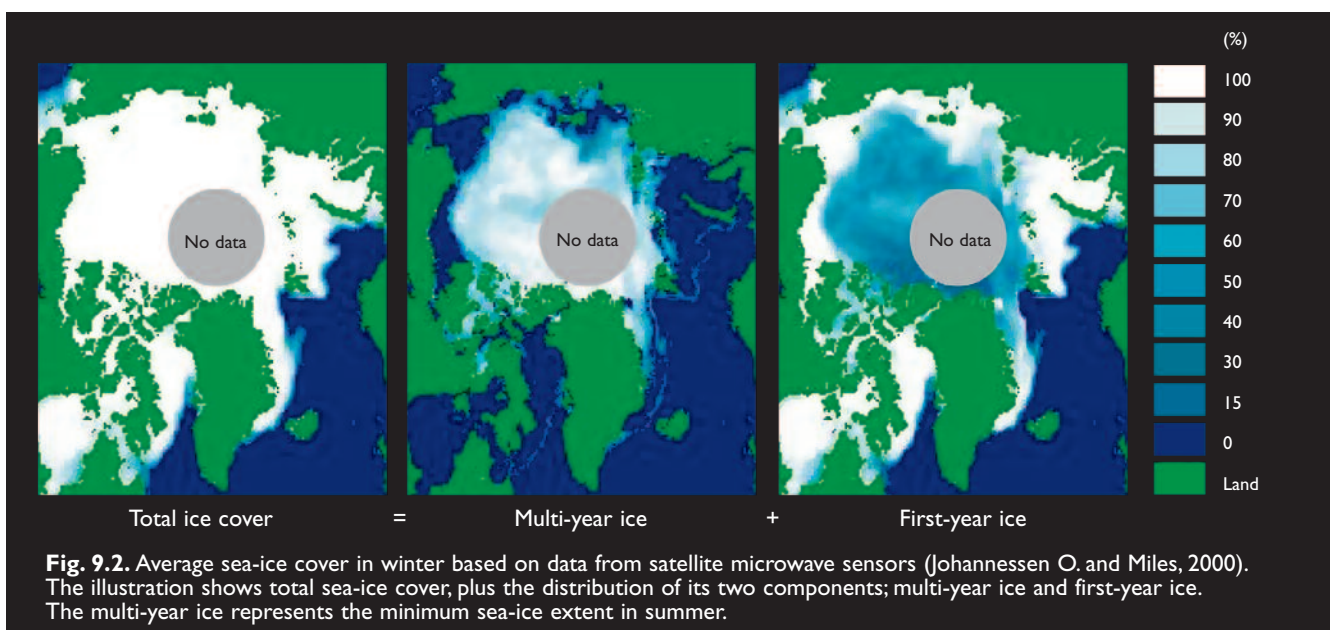 (%)
100
90
80
70
60
50
40
30
15
0
Land
No data
No data
No data
Total ice cover = Multi-year ice + First-year ice
Fig. 9.2. Average sea-ice cover in winter based on data from satellite microwave sensors (Johannessen O. and Miles, 2000).
The illustration shows total sea-ice cover, plus the distribution of its two components; multi-year ice and first-year ice.
The multi-year ice represents the minimum sea-ice extent in summer.